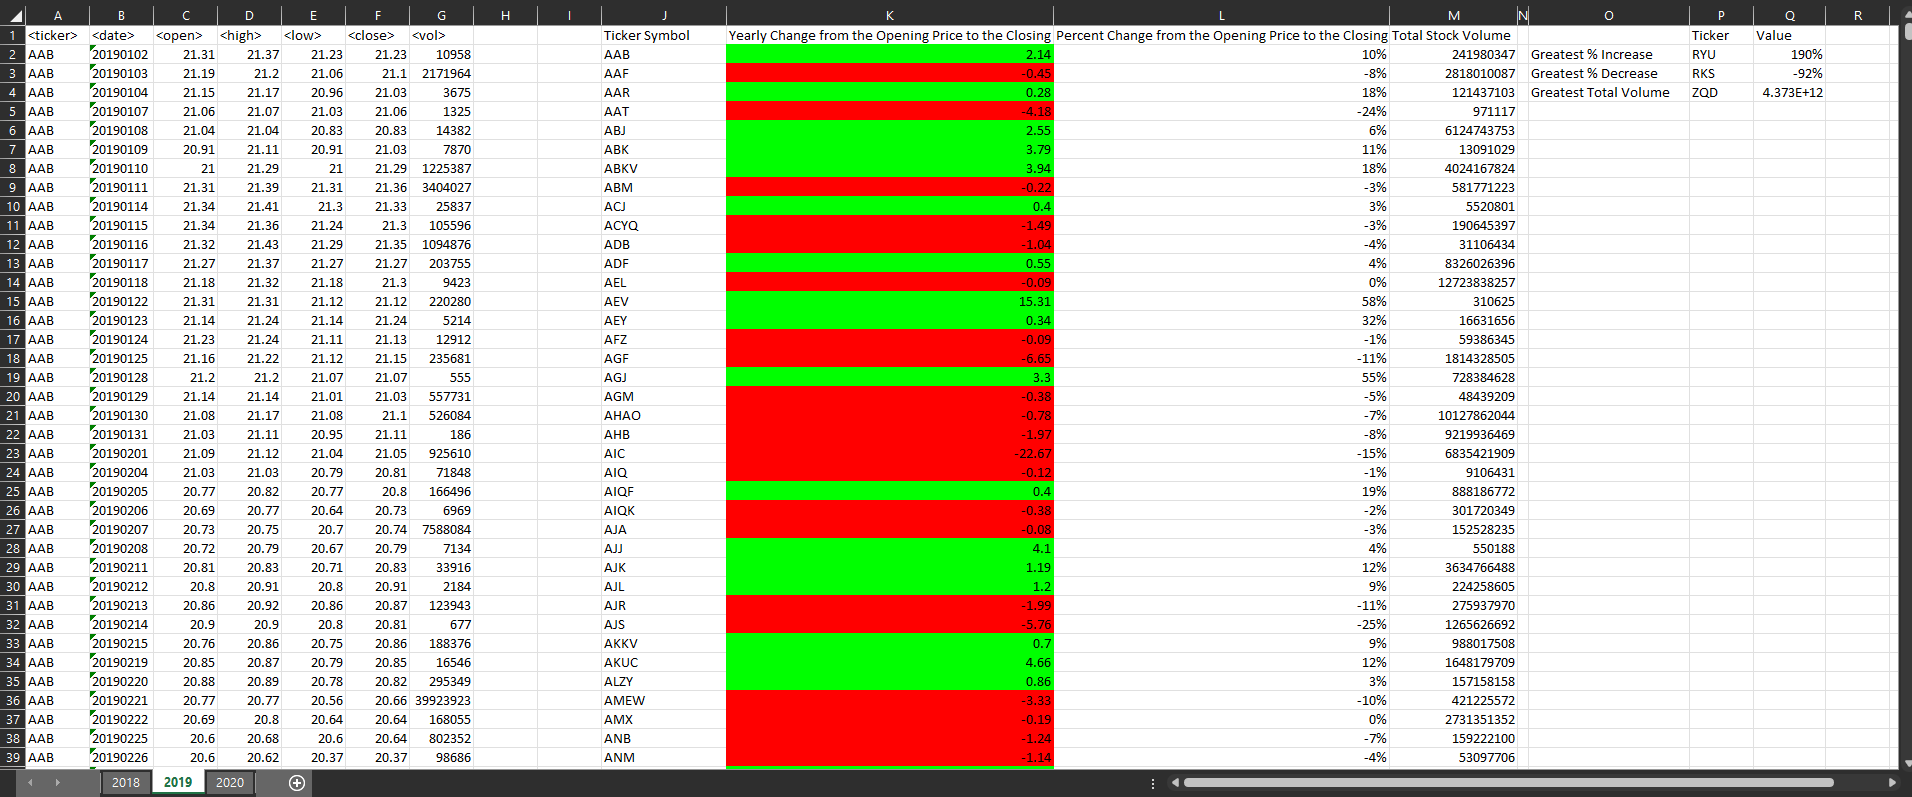 A B C D E F G H I J K L M N O P Q R
1 <ticker> <date> <open> <high> <low> <close> <vol> Ticker Symbol Yearly Change from the Opening Price to the Closing Percent Change from the Opening Price to the Closing Total Stock Volume Ticker Value
2 AAB 20190102 21.31 21.37 21.23 21.23 10958 AAB 2.14 10% 241980347 Greatest % Increase RYU 190%
3 AAB 20190103 21.19 21.2 21.06 21.1 2171964 AAF -0.45 -8% 2818010087 Greatest % Decrease RKS -92%
4 AAB 20190104 21.15 21.17 20.96 21.03 3675 AAR 0.28 18% 121437103 Greatest Total Volume ZQD 4.373E+12
5 AAB 20190107 21.06 21.07 21.03 21.06 1325 AAT -4.18 -24% 971117
6 AAB 20190108 21.04 21.04 20.83 20.83 14382 ABJ 2.55 6% 6124743753
7 AAB 20190109 20.91 21.11 20.91 21.03 7870 ABK 3.79 11% 13091029
8 AAB 20190110 21 21.29 21 21.29 1225387 ABKV 3.94 18% 4024167824
9 AAB 20190111 21.31 21.39 21.31 21.36 3404027 ABM -0.22 -3% 581771223
10 AAB 20190114 21.34 21.41 21.3 21.33 25837 ACJ 0.4 3% 5520801
11 AAB 20190115 21.34 21.36 21.24 21.3 105596 ACYQ -1.49 -3% 190645397
12 AAB 20190116 21.32 21.43 21.29 21.35 1094876 ADB -1.04 -4% 31106434
13 AAB 20190117 21.27 21.37 21.27 21.27 203755 ADF 0.55 4% 8326026396
14 AAB 20190118 21.18 21.32 21.18 21.3 9423 AEL -0.09 0% 12723838257
15 AAB 20190122 21.31 21.31 21.12 21.12 220280 AEV 15.31 58% 310625
16 AAB 20190123 21.14 21.24 21.14 21.24 5214 AEY 0.34 32% 16631656
17 AAB 20190124 21.23 21.24 21.11 21.13 12912 AFZ -0.09 -1% 59386345
18 AAB 20190125 21.16 21.22 21.12 21.15 235681 AGF -6.65 -11% 1814328505
19 AAB 20190128 21.2 21.2 21.07 21.07 555 AGJ 3.3 55% 728384628
20 AAB 20190129 21.14 21.14 21.01 21.03 557731 AGM -0.38 -5% 48439209
21 AAB 20190130 21.08 21.17 21.08 21.1 526084 AHAO -0.78 -7% 10127862044
22 AAB 20190131 21.03 21.11 20.95 21.11 186 AHB -1.97 -8% 9219936469
23 AAB 20190201 21.09 21.12 21.04 21.05 925610 AIC -22.67 -15% 6835421909
24 AAB 20190204 21.03 21.03 20.79 20.81 71848 AIQ -0.12 -1% 9106431
25 AAB 20190205 20.77 20.82 20.77 20.8 166496 AIQF 0.4 19% 888186772
26 AAB 20190206 20.69 20.77 20.64 20.73 6969 AIQK -0.38 -2% 301720349
27 AAB 20190207 20.73 20.75 20.7 20.74 7588084 AJA -0.08 -3% 152528235
28 AAB 20190208 20.72 20.79 20.67 20.79 7134 AJJ 4.1 4% 550188
29 AAB 20190211 20.81 20.83 20.71 20.83 33916 AJK 1.19 12% 3634766488
30 AAB 20190212 20.8 20.91 20.8 20.91 2184 AJL 1.2 9% 224258605
31 AAB 20190213 20.86 20.92 20.86 20.87 123943 AJR -1.99 -11% 275937970
32 AAB 20190214 20.9 20.9 20.8 20.81 677 AJS -5.76 -25% 1265626692
33 AAB 20190215 20.76 20.86 20.75 20.86 188376 AKKV 0.7 9% 988017508
34 AAB 20190219 20.85 20.87 20.79 20.85 16546 AKUC 4.66 12% 1648179709
35 AAB 20190220 20.88 20.89 20.78 20.82 295349 ALZY 0.86 3% 157158158
36 AAB 20190221 20.77 20.77 20.56 20.66 39923923 AMEW -3.33 -10% 421225572
37 AAB 20190222 20.69 20.8 20.64 20.64 168055 AMX -0.19 0% 2731351352
38 AAB 20190225 20.6 20.68 20.6 20.64 802352 ANB -1.24 -7% 159222100
39 AAB 20190226 20.6 20.62 20.37 20.37 98686 ANM -1.14 -4% 53097706
2018 2019 2020